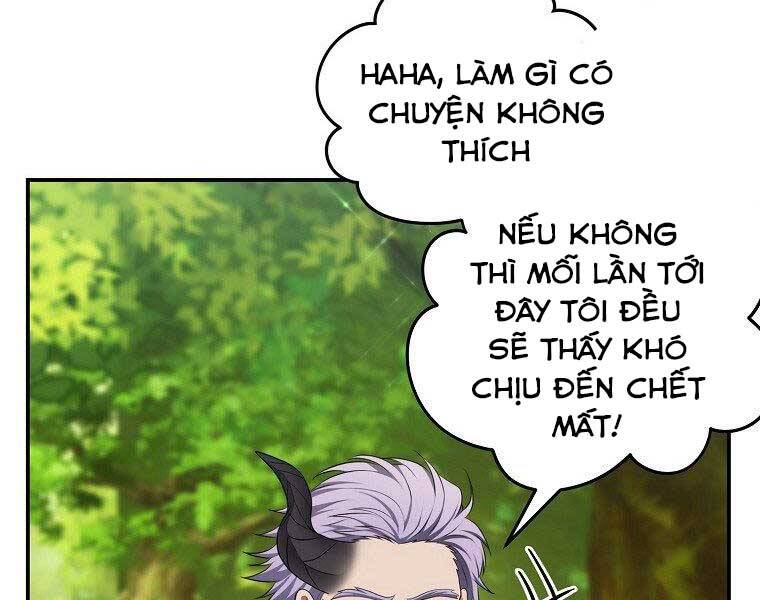 HAHA, LÀM GÌ CÓ
CHUYỆN KHÔNG
THÍCH
NẾU KHÔNG
THÌ MỖI LẦN TỚI
ĐÂY TÔI ĐỀU
SẼ THẤY KHÓ
CHỊU ĐẾN CHẾT
MẤT!